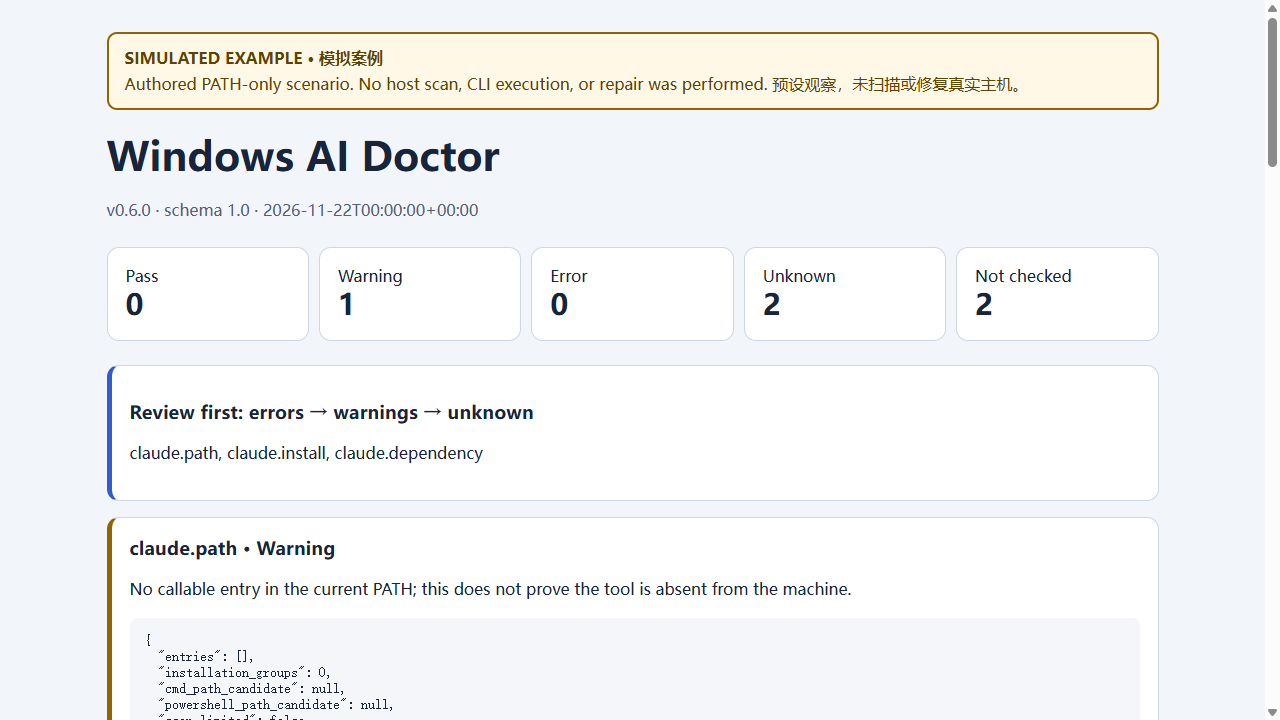 SIMULATED EXAMPLE • 模拟案例
Authored PATH-only scenario. No host scan, CLI execution, or repair was performed. 预设观察，未扫描或修复真实主机。
Windows AI Doctor
v0.6.0 · schema 1.0 · 2026-11-22T00:00:00+00:00
Pass
0
Warning
1
Error
0
Unknown
2
Not checked
2
Review first: errors → warnings → unknown
claude.path, claude.install, claude.dependency
claude.path • Warning
No callable entry in the current PATH; this does not prove the tool is absent from the machine.
{
"entries": [],
"installation_groups": 0,
"cmd_path_candidate": null,
"powershell_path_candidate": null,